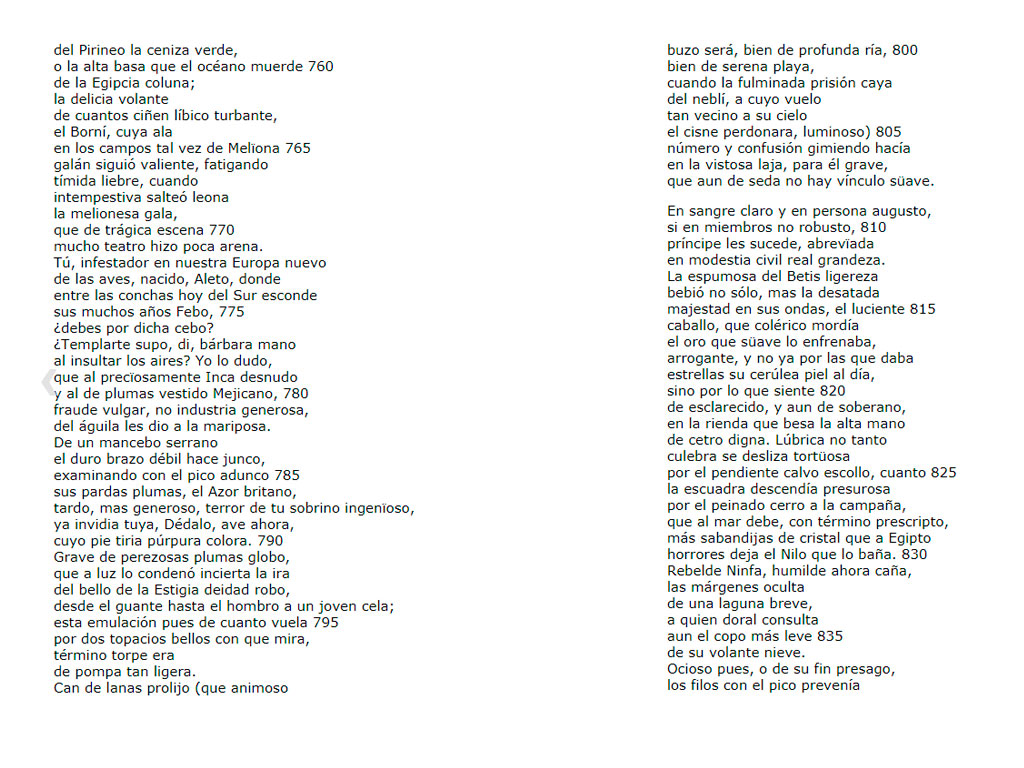 del Pirineo la ceniza verde,
o la alta basa que el océano muerde 760
de la Egipcia coluna;
la delicia volante
de cuantos ciñen líbico turbante,
el Borní, cuya ala
en los campos tal vez de Melïona 765
galán siguió valiente, fatigando
tímida liebre, cuando
intempestiva salteó leona
la melionesa gala,
que de trágica escena 770
mucho teatro hizo poca arena.
Tú, infestador en nuestra Europa nuevo
de las aves, nacido, Aleto, donde
entre las conchas hoy del Sur esconde
sus muchos años Febo, 775
¿debes por dicha cebo?
¿Templarte supo, di, bárbara mano
al insultar los aires? Yo lo dudo,
que al precïosamente Inca desnudo
y al de plumas vestido Mejicano, 780
fraude vulgar, no industria generosa,
del águila les dio a la mariposa.
De un mancebo serrano
el duro brazo débil hace junco,
examinando con el pico adunco 785
sus pardas plumas, el Azor britano,
tardo, mas generoso, terror de tu sobrino ingenïoso,
ya invidia tuya, Dédalo, ave ahora,
cuyo pie tiria púrpura colora. 790
Grave de perezosas plumas globo,
que a luz lo condenó incierta la ira
del bello de la Estigia deidad robo,
desde el guante hasta el hombro a un joven cela;
esta emulación pues de cuanto vuela 795
por dos topacios bellos con que mira,
término torpe era
de pompa tan ligera.
Can de lanas prolijo (que animoso
buzo será, bien de profunda ría, 800
bien de serena playa,
cuando la fulminada prisión caya
del neblí, a cuyo vuelo
tan vecino a su cielo
el cisne perdonara, luminoso) 805
número y confusión gimiendo hacía
en la vistosa laja, para él grave,
que aun de seda no hay vínculo süave.
En sangre claro y en persona augusto,
si en miembros no robusto, 810
príncipe les sucede, abrevïada
en modestia civil real grandeza.
La espumosa del Betis ligereza
bebió no sólo, mas la desatada
majestad en sus ondas, el luciente 815
caballo, que colérico mordía
el oro que süave lo enfrenaba,
arrogante, y no ya por las que daba
estrellas su cerúlea piel al día,
sino por lo que siente 820
de esclarecido, y aun de soberano,
en la rienda que besa la alta mano
de cetro digna. Lúbrica no tanto
culebra se desliza tortüosa
por el pendiente calvo escollo, cuanto 825
la escuadra descendía presurosa
por el peinado cerro a la campaña,
que al mar debe, con término prescripto,
más sabandijas de cristal que a Egipto
horrores deja el Nilo que lo baña. 830
Rebelde Ninfa, humilde ahora caña,
las márgenes oculta
de una laguna breve,
a quien doral consulta
aun el copo más leve 835
de su volante nieve.
Ocioso pues, o de su fin presago,
los filos con el pico prevenía